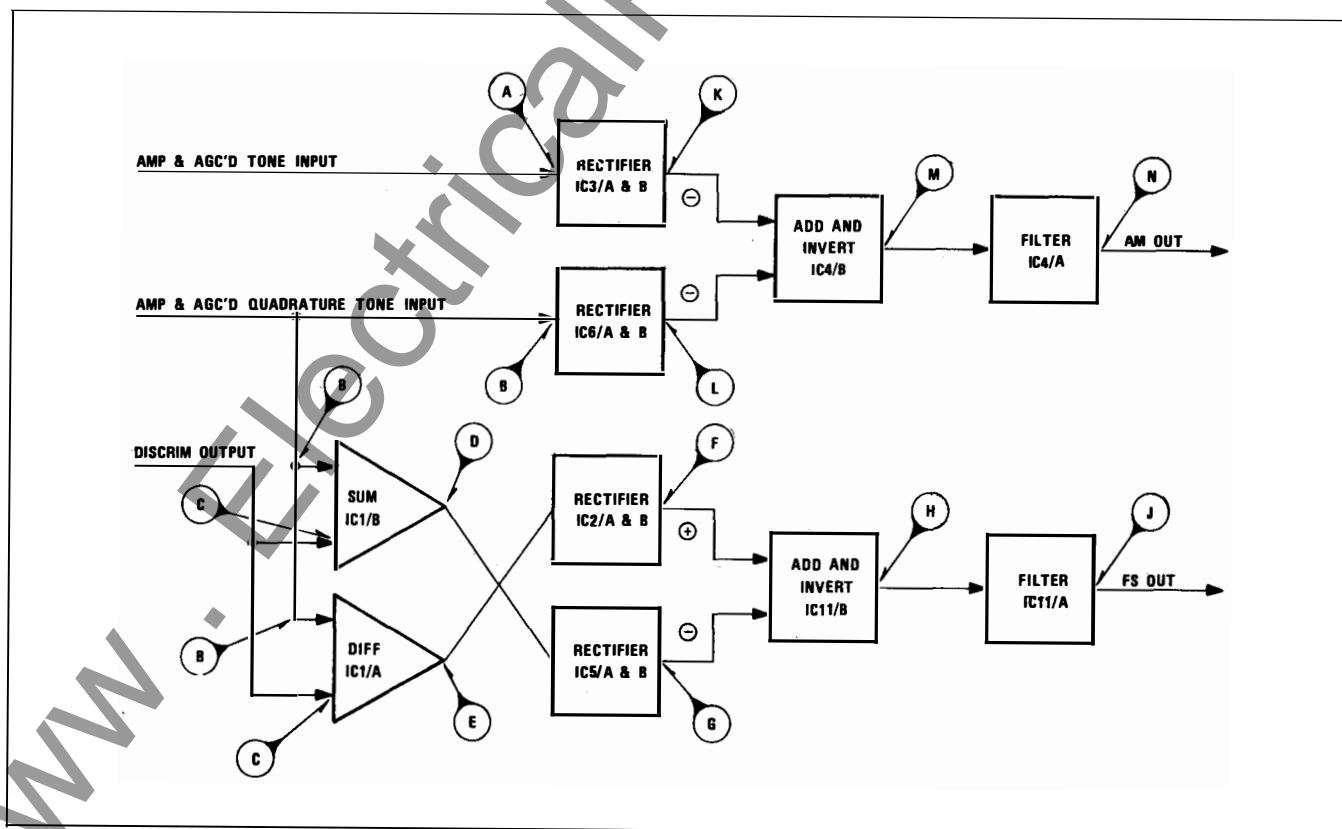 A
K
AMP & AGC'D TONE INPUT
RECTIFIER
IC3/A & B
⊖
ADD AND
INVERT
IC4/B
M
FILTER
IC4/A
N
AM OUT
AMP & AGC'D QUADRATURE TONE INPUT
RECTIFIER
IC6/A & B
⊖
B
B
L
DISCRIM OUTPUT
SUM
IC1/B
D
C
RECTIFIER
IC2/A & B
F
⊕
ADD AND
INVERT
IC11/B
H
FILTER
IC11/A
J
FS OUT
B
DIFF
IC1/A
E
C
RECTIFIER
IC5/A & B
⊖
G
ww . Electrical